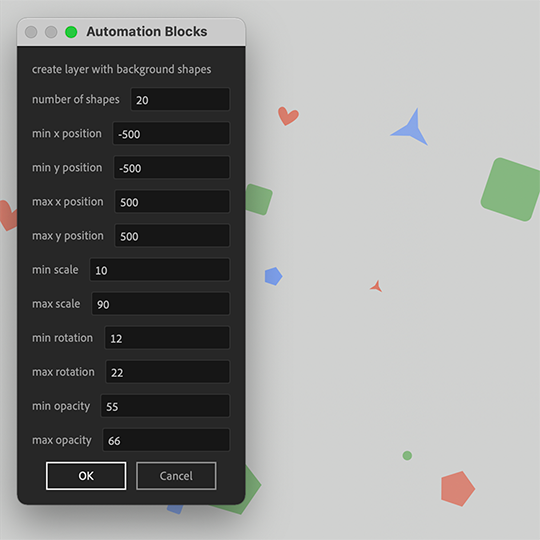 Automation Blocks
create layer with background shapes
number of shapes 20
min x position -500
min y position -500
max x position 500
max y position 500
min scale 10
max scale 90
min rotation 12
max rotation 22
min opacity 55
max opacity 66
OK Cancel